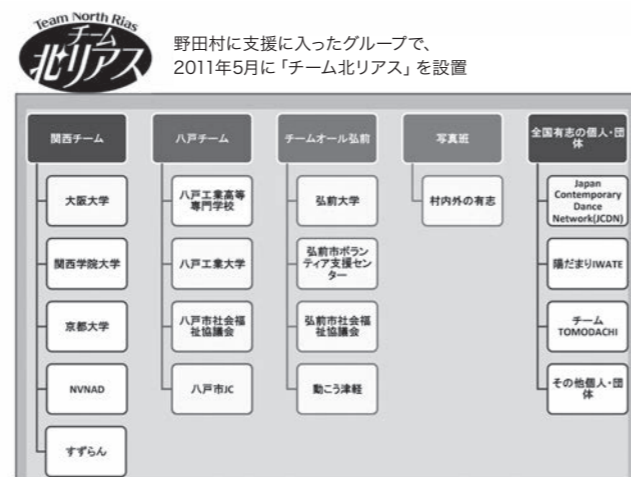 Team North Rias
チーム
北リアス
野田村に支援に入ったグループで、
2011年5月に「チーム北リアス」を設置
関西チーム
大阪大学
関西学院大学
京都大学
NVNAD
すずらん
八戸チーム
八戸工業高等
専門学校
八戸工業大学
八戸市社会福
祉協議会
八戸市JC
チームオール弘前
弘前大学
弘前市ボラン
ティア支援セン
ター
弘前市社会福
祉協議会
動こう津軽
写真班
村内外の有志
全国有志の個人・団
体
Japan
Contemporary
Dance
Network(JCDN)
陽だまりIWATE
チーム
TOMODACHI
その他個人・団
体